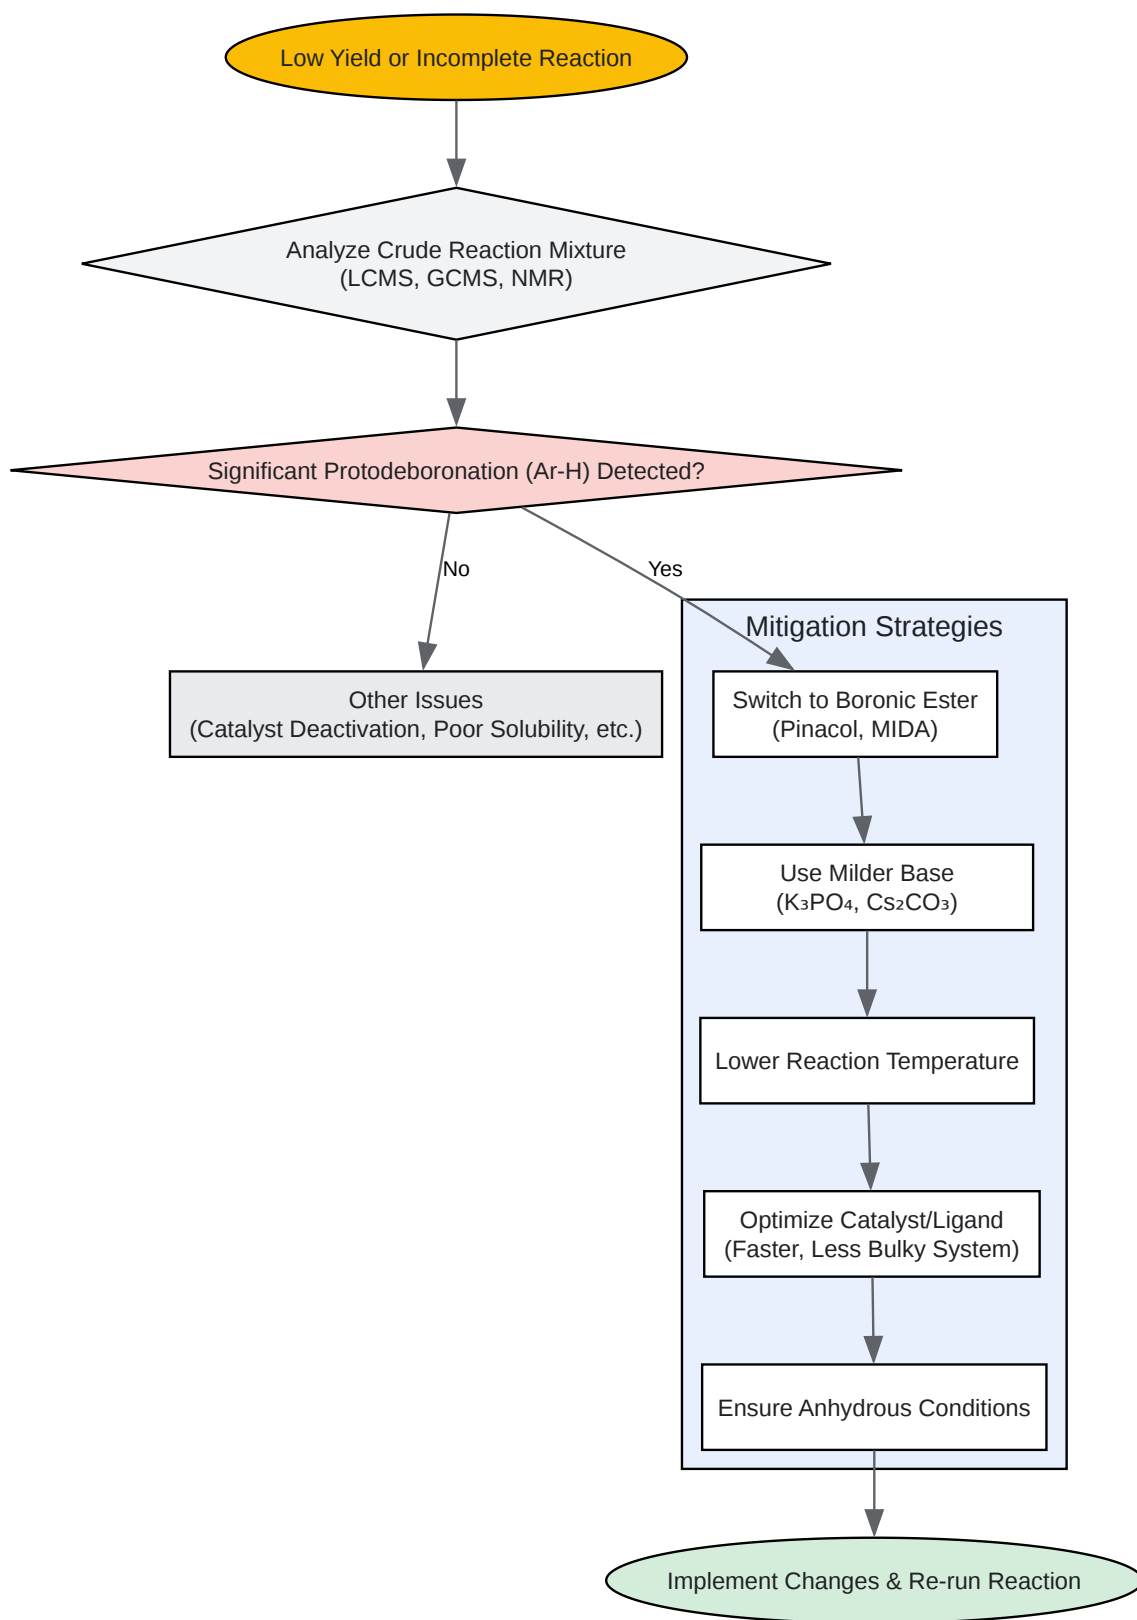 Low Yield or Incomplete Reaction
Analyze Crude Reaction Mixture
(LCMS, GCMS, NMR)
Significant Protodeboronation (Ar-H) Detected?
No
Yes
Mitigation Strategies
Other Issues
(Catalyst Deactivation, Poor Solubility, etc.)
Switch to Boronic Ester
(Pinacol, MIDA)
Use Milder Base
(K₃PO₄, Cs₂CO₃)
Lower Reaction Temperature
Optimize Catalyst/Ligand
(Faster, Less Bulky System)
Ensure Anhydrous Conditions
Implement Changes & Re-run Reaction